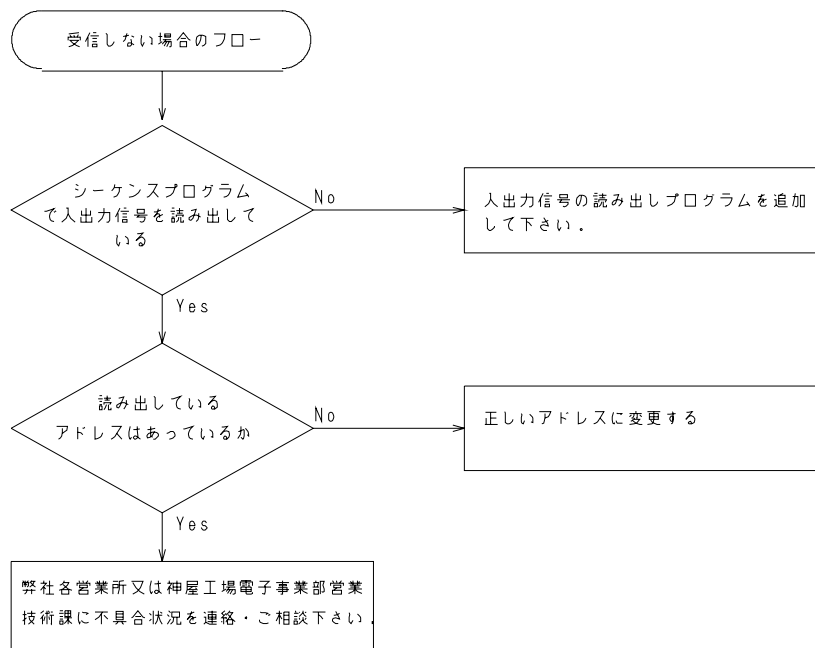 受信しない場合のフロー
シーケンスプログラム
で入出力信号を読み出して
いる
No
入出力信号の読み出しプログラムを追加
して下さい．
Yes
読み出している
アドレスはあっているか
No
正しいアドレスに変更する
Yes
弊社各営業所又は神屋工場電子事業部営業
技術課に不具合状況を連絡・ご相談下さい．